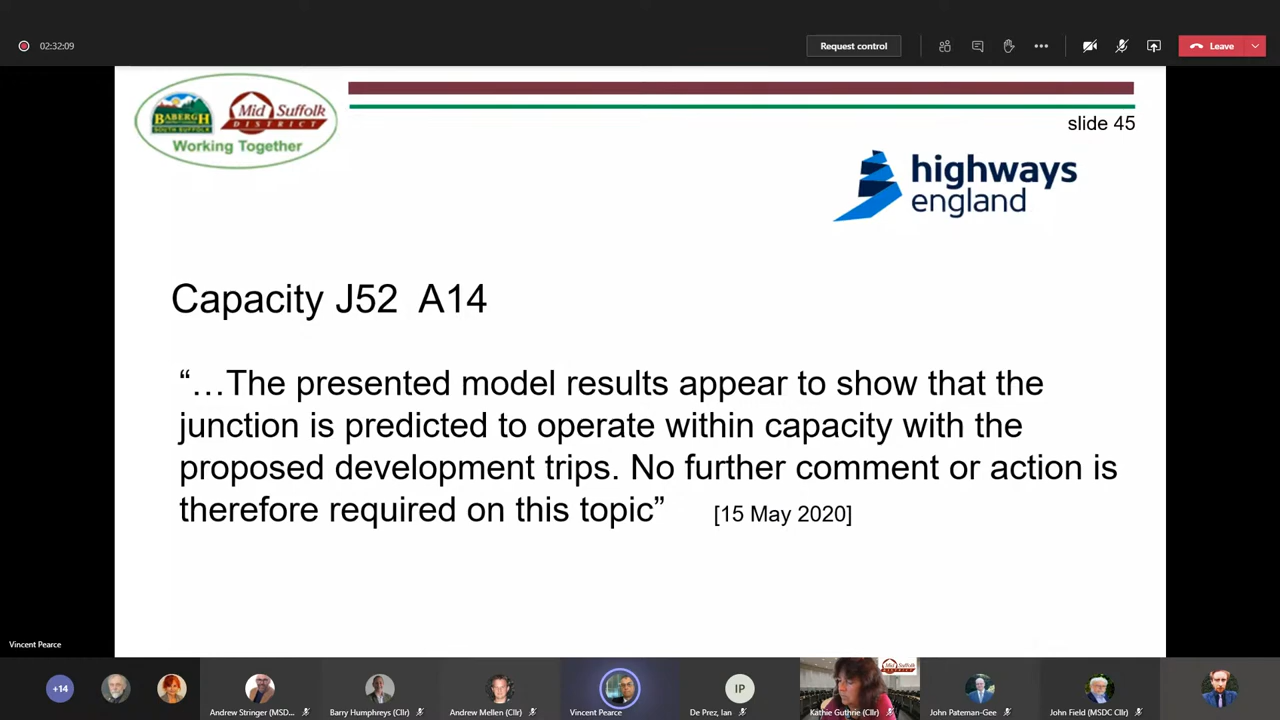 02:32:09
Request control
Leave
BABERGH
SOUTH SUFFOLK
Mid Suffolk
DISTRICT
Working Together
slide 45
highways
england
Capacity J52 A14
“…The presented model results appear to show that the
junction is predicted to operate within capacity with the
proposed development trips. No further comment or action is
therefore required on this topic” [15 May 2020]
Vincent Pearce
+14
Andrew Stringer (MSD...
Barry Humphreys (Cllr)
Andrew Mellen (Cllr)
Vincent Pearce
IP
De Prez, Ian
Mid Suffolk
Kathie Guthrie (Cllr)
John Pateman-Gee
John Field (MSDC Cllr)